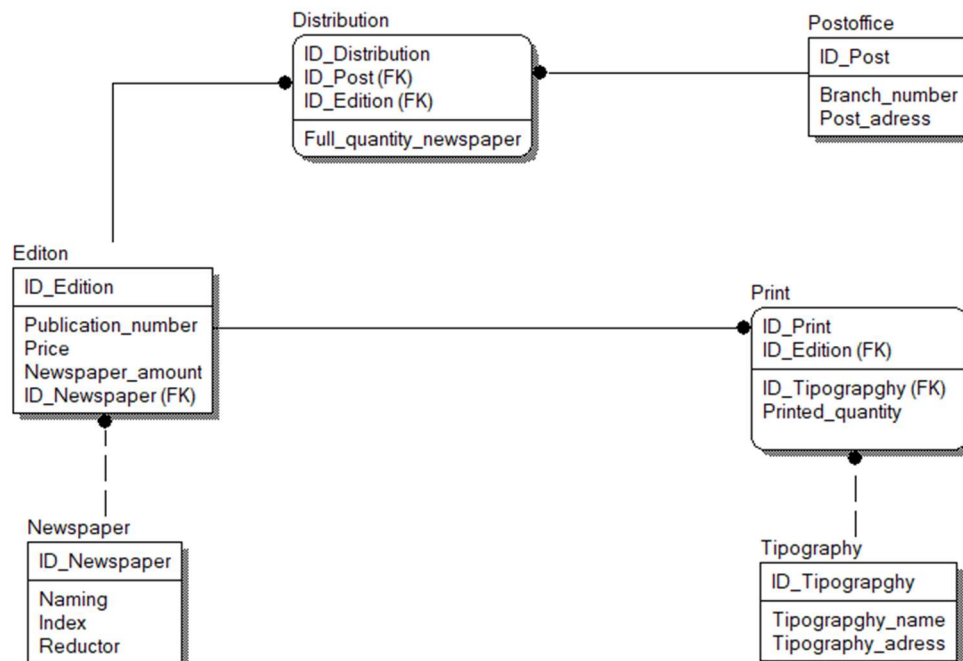 Distribution
ID_Distribution
ID_Post (FK)
ID_Edition (FK)
Full_quantity_newspaper
Postoffice
ID_Post
Branch_number
Post_adress
Editon
ID_Edition
Publication_number
Price
Newspaper_amount
ID_Newspaper (FK)
Print
ID_Print
ID_Edition (FK)
ID_Tipograpghy (FK)
Printed_quantity
Newspaper
ID_Newspaper
Naming
Index
Reductor
Tipography
ID_Tipograpghy
Tipograpghy_name
Tipography_adress